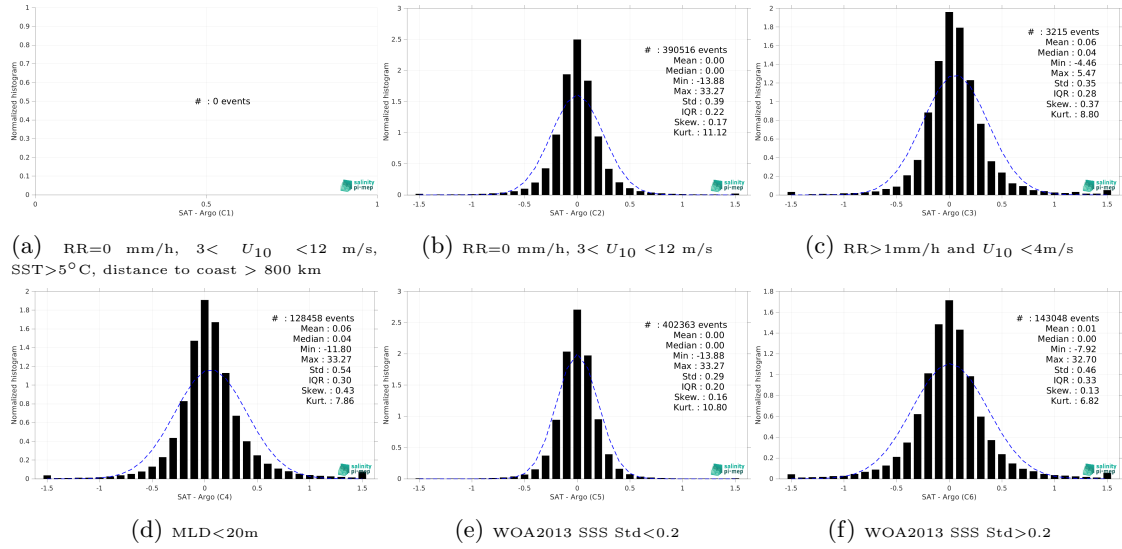 Normalized histogram
1
0.9
0.8
0.7
0.6
0.5
0.4
0.3
0.2
0.1
0
# : 0 events
salinity
pi-mep
0 0.5 1
SAT - Argo (C1)
(a) RR=0 mm/h, 3< U10 <12 m/s,
SST>5°C, distance to coast > 800 km
Normalized histogram
3
2.5
2
1.5
1
0.5
0
# : 390516 events
Mean : 0.00
Median : 0.00
Min : -13.88
Max : 33.27
Std : 0.39
IQR : 0.22
Skew. : 0.17
Kurt. : 11.12
salinity
pi-mep
-1.5 -1 -0.5 0 0.5 1 1.5
SAT - Argo (C2)
(b) RR=0 mm/h, 3< U10 <12 m/s
Normalized histogram
2
1.8
1.6
1.4
1.2
1
0.8
0.6
0.4
0.2
0
# : 3215 events
Mean : 0.06
Median : 0.04
Min : -4.46
Max : 5.47
Std : 0.35
IQR : 0.28
Skew. : 0.37
Kurt. : 8.80
salinity
pi-mep
-1.5 -1 -0.5 0 0.5 1 1.5
SAT - Argo (C3)
(c) RR>1mm/h and U10 <4m/s
Normalized histogram
2
1.8
1.6
1.4
1.2
1
0.8
0.6
0.4
0.2
0
# : 128458 events
Mean : 0.06
Median : 0.04
Min : -11.80
Max : 33.27
Std : 0.54
IQR : 0.30
Skew. : 0.43
Kurt. : 7.86
salinity
pi-mep
-1.5 -1 -0.5 0 0.5 1 1.5
SAT - Argo (C4)
(d) MLD<20m
Normalized histogram
3
2.5
2
1.5
1
0.5
0
# : 402363 events
Mean : 0.00
Median : 0.00
Min : -13.88
Max : 33.27
Std : 0.29
IQR : 0.20
Skew. : 0.16
Kurt. : 10.80
salinity
pi-mep
-1.5 -1 -0.5 0 0.5 1 1.5
SAT - Argo (C5)
(e) WOA2013 SSS Std<0.2
Normalized histogram
1.8
1.6
1.4
1.2
1
0.8
0.6
0.4
0.2
0
# : 143048 events
Mean : 0.01
Median : 0.00
Min : -7.92
Max : 32.70
Std : 0.46
IQR : 0.33
Skew. : 0.13
Kurt. : 6.82
salinity
pi-mep
-1.5 -1 -0.5 0 0.5 1 1.5
SAT - Argo (C6)
(f) WOA2013 SSS Std>0.2